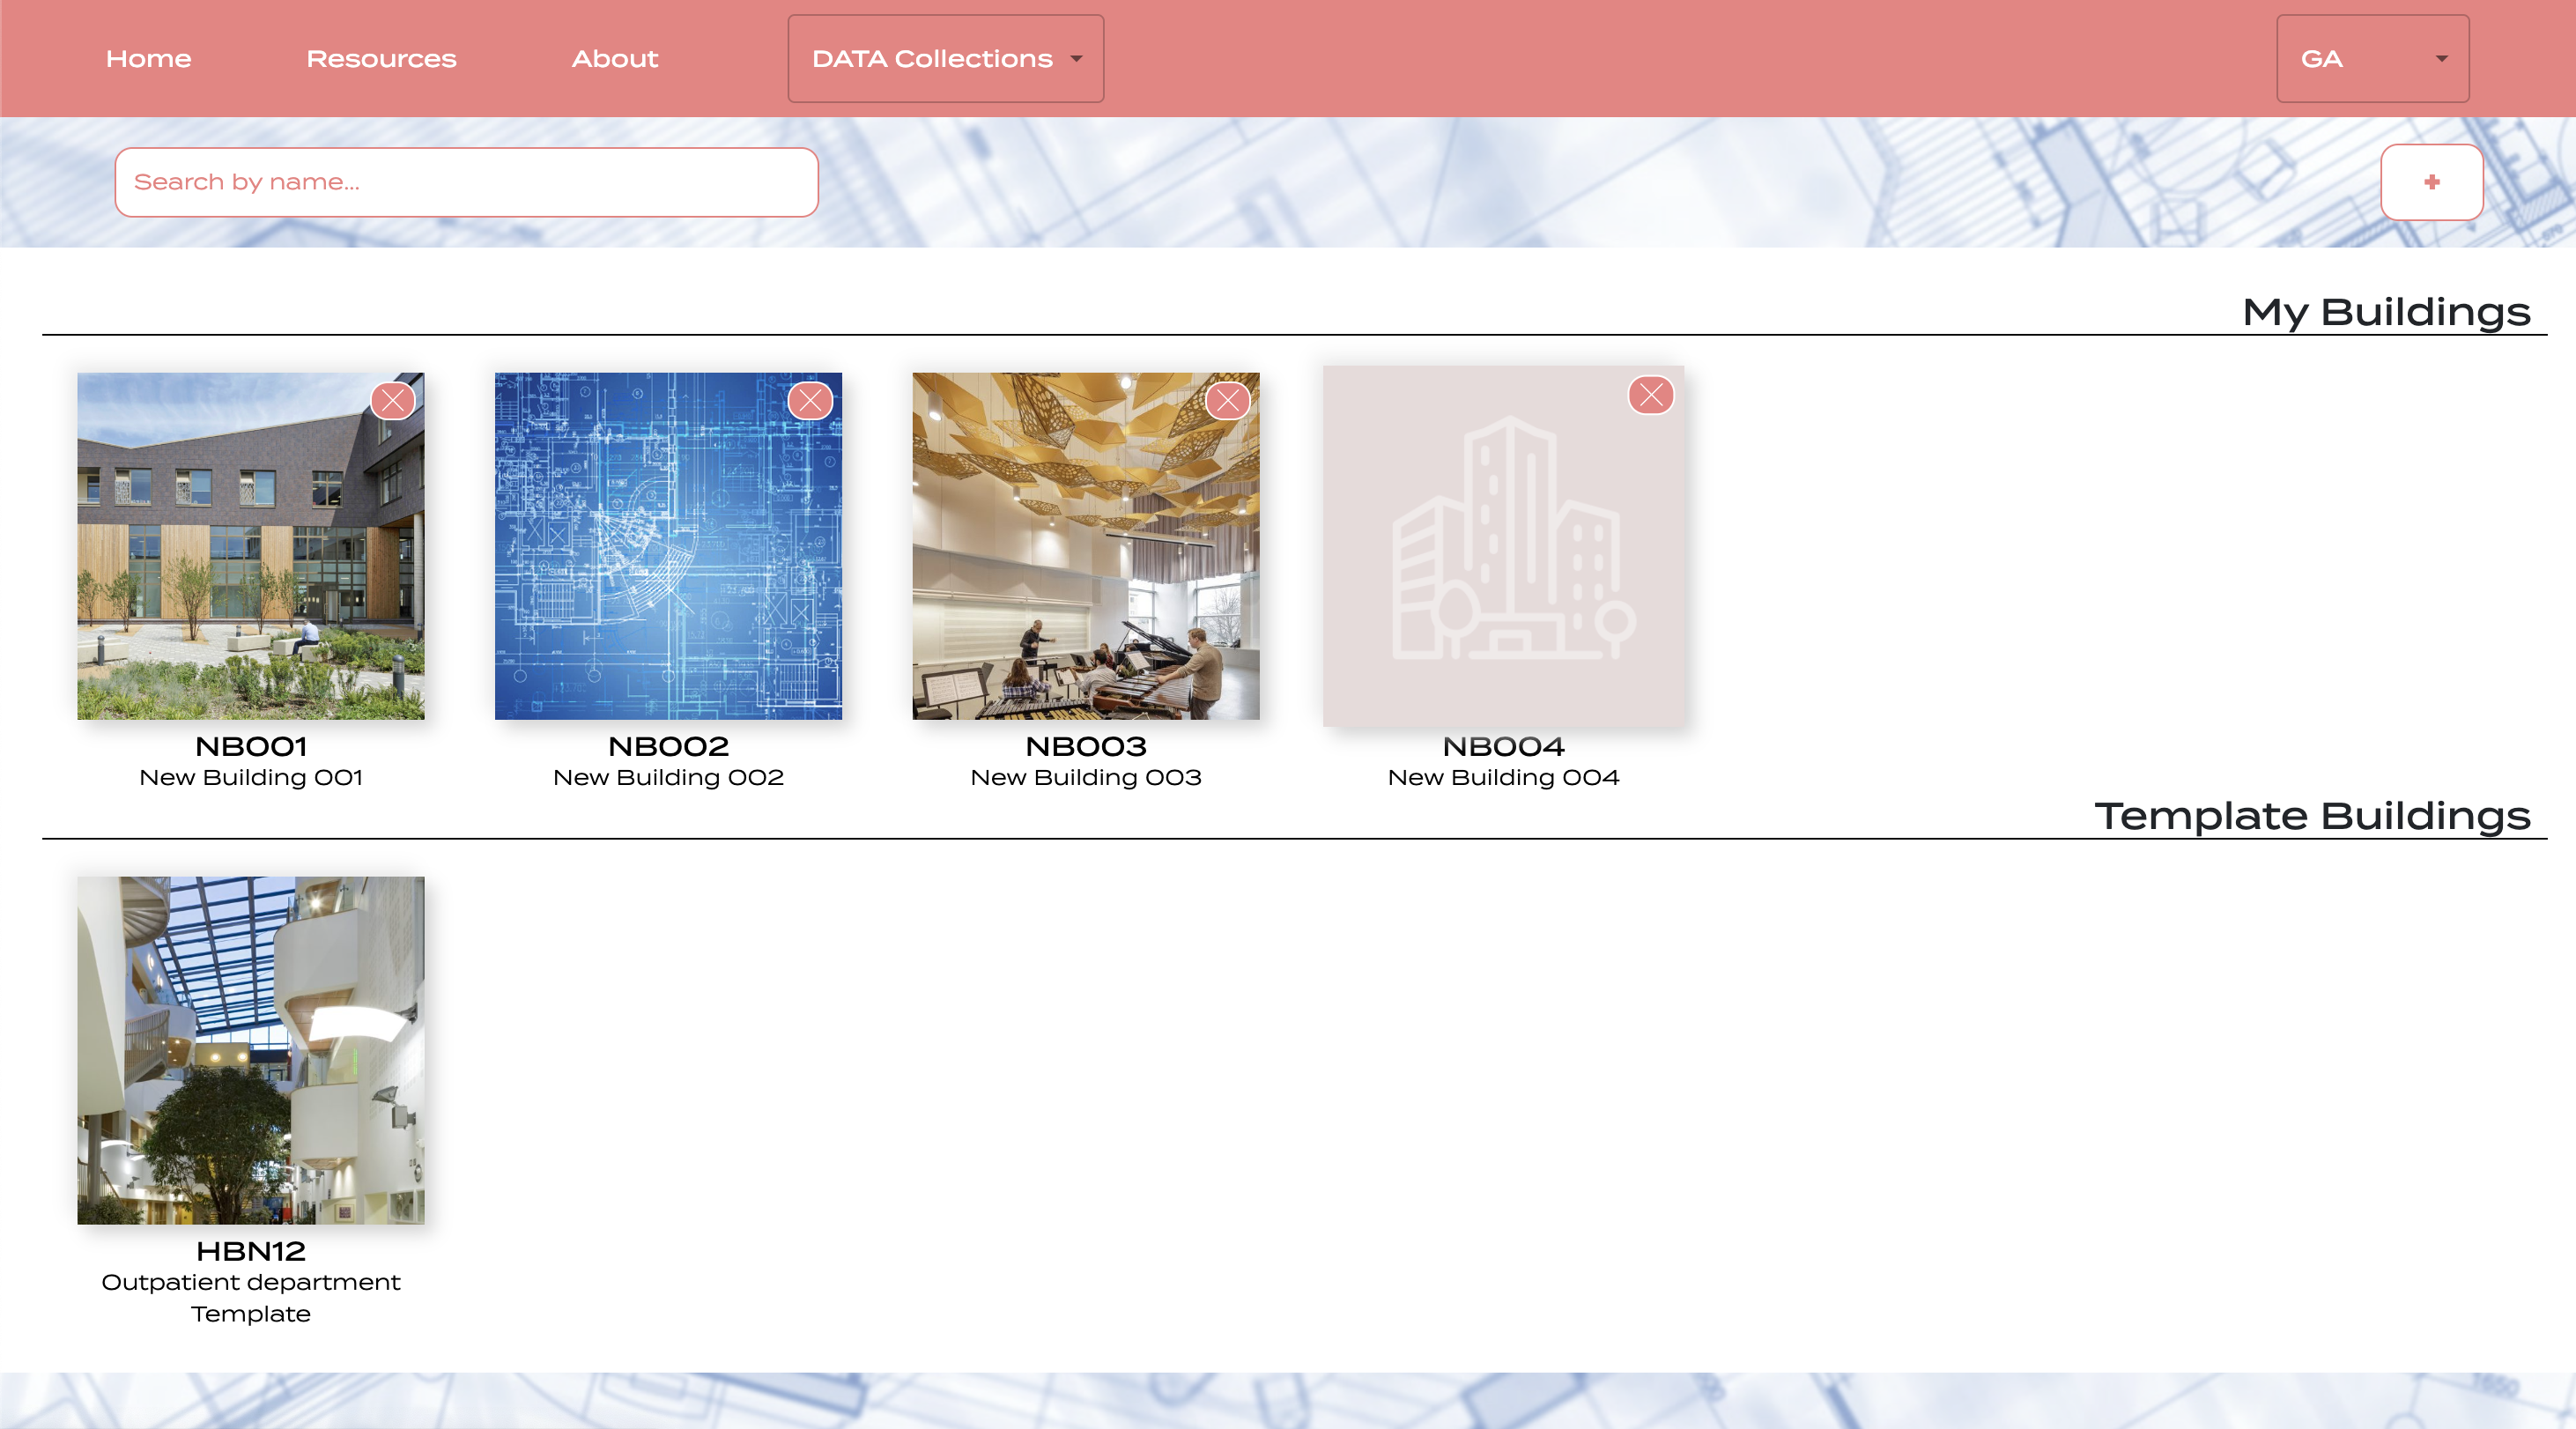 Home
Resources
About
DATA Collections
GA
Search by name...
+
My Buildings
NB001
New Building 001
NB002
New Building 002
NB003
New Building 003
NB004
New Building 004
Template Buildings
HBN12
Outpatient department
Template
1650